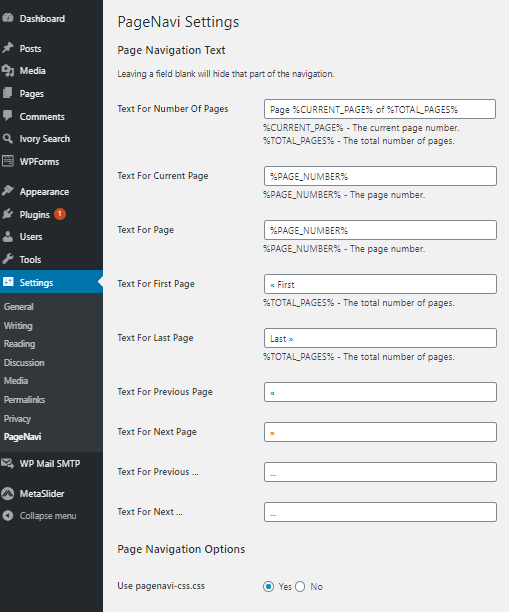 Dashboard
Posts
Media
Pages
Comments
Ivory Search
WPForms
Appearance
Plugins 1
Users
Tools
Settings
General
Writing
Reading
Discussion
Media
Permalinks
Privacy
PageNavi
WP Mail SMTP
MetaSlider
Collapse menu
PageNavi Settings
Page Navigation Text
Leaving a field blank will hide that part of the navigation.
Text For Number Of Pages
Page %CURRENT_PAGE% of %TOTAL_PAGES%
%CURRENT_PAGE% - The current page number.
%TOTAL_PAGES% - The total number of pages.
Text For Current Page
%PAGE_NUMBER%
%PAGE_NUMBER% - The page number.
Text For Page
%PAGE_NUMBER%
%PAGE_NUMBER% - The page number.
Text For First Page
« First
%TOTAL_PAGES% - The total number of pages.
Text For Last Page
Last »
%TOTAL_PAGES% - The total number of pages.
Text For Previous Page
«
Text For Next Page
»
Text For Previous ...
...
Text For Next ...
...
Page Navigation Options
Use pagenavi-css.css
Yes No